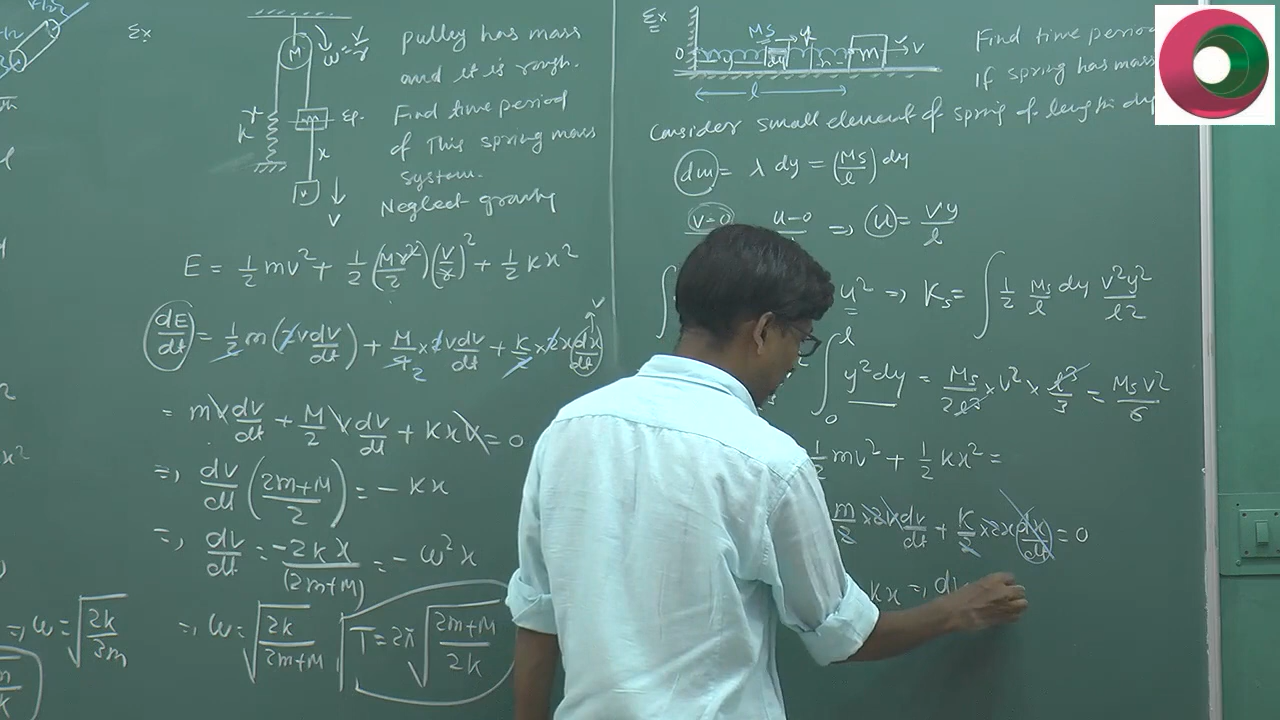 Ex
M
ω=V/r
pulley has mass
and it is rough.
K
m
Ep.
Find time period
of This spring mass
x
system.
V
Neglect gravity
E = 1/2 mv² + 1/2 (Mr²/2)(V/r)² + 1/2 Kx²
dE/dt = 1/2 m(2v dv/dt) + M/4 × 2v dv/dt + K/2 × 2x dx/dt
V
2
= mv dv/dt + M/2 v dv/dt + Kxv = 0
=> dv/dt (2m+M/2) = - Kx
=> dv/dt = -2Kx/(2m+M) = - ω²x
=> ω = √(2k/3m)
=> ω = √(2K/2m+M)
T = 2π √(2m+M/2K)
Ex
Ms
O
y
dy
m
V
l
Find time period
If spring has mass
Consider small element of spring of length dy
dm = λ dy = (Ms/l) dy
V-0
u-0
=> u = Vy/l
u² => Ks = ∫ 1/2 Ms/l dy V²y²/l²
∫₀ˡ y² dy = Ms/2l³ × V² × l³/3 = Ms V²/6
1/2 mv² + 1/2 Kx² =
m/2 × 2v dv/dt + K/2 × 2x dx/dt = 0
Kx => dv